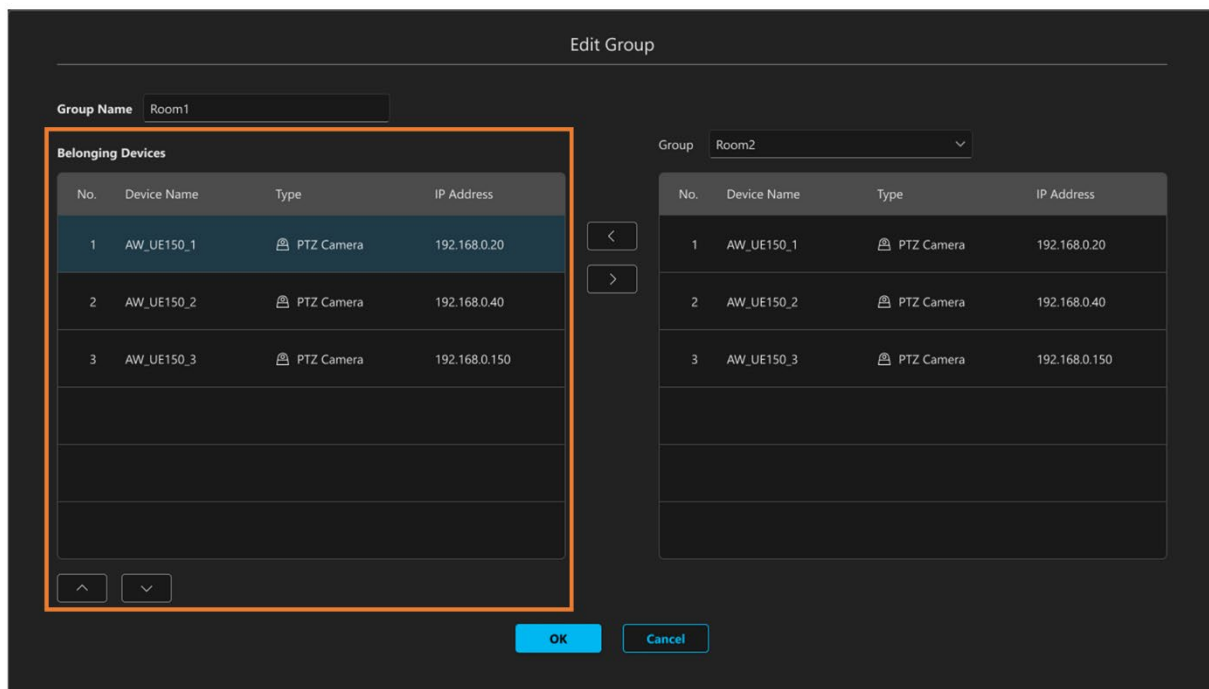 Edit Group
Group Name Room1
Belonging Devices
No. Device Name Type IP Address
1 AW_UE150_1 PTZ Camera 192.168.0.20
2 AW_UE150_2 PTZ Camera 192.168.0.40
3 AW_UE150_3 PTZ Camera 192.168.0.150
Group Room2
No. Device Name Type IP Address
1 AW_UE150_1 PTZ Camera 192.168.0.20
2 AW_UE150_2 PTZ Camera 192.168.0.40
3 AW_UE150_3 PTZ Camera 192.168.0.150
OK Cancel